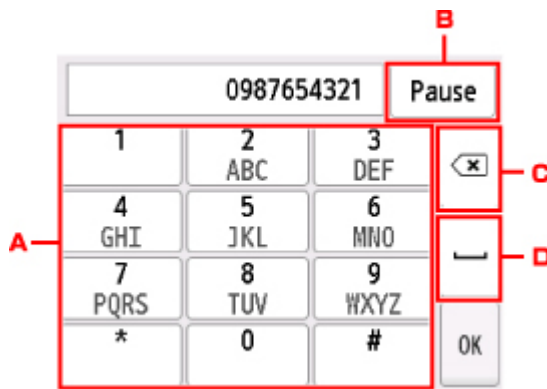 B
0987654321 Pause
1 2 3
ABC DEF
C
4 5 6
GHI JKL MNO
A
D
7 8 9
PQRS TUV WXYZ
* 0 # OK